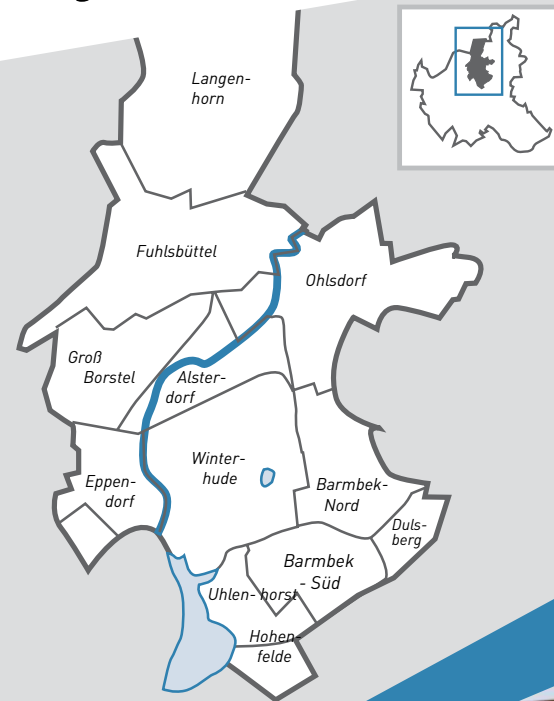 Langen-
horn
Fuhlsbüttel
Ohlsdorf
Groß
Borstel
Alster-
dorf
Winter-
hude
Eppen-
dorf
Barmbek-
Nord
Duls-
berg
Barmbek
- Süd
Uhlen- horst
Hohen-
felde